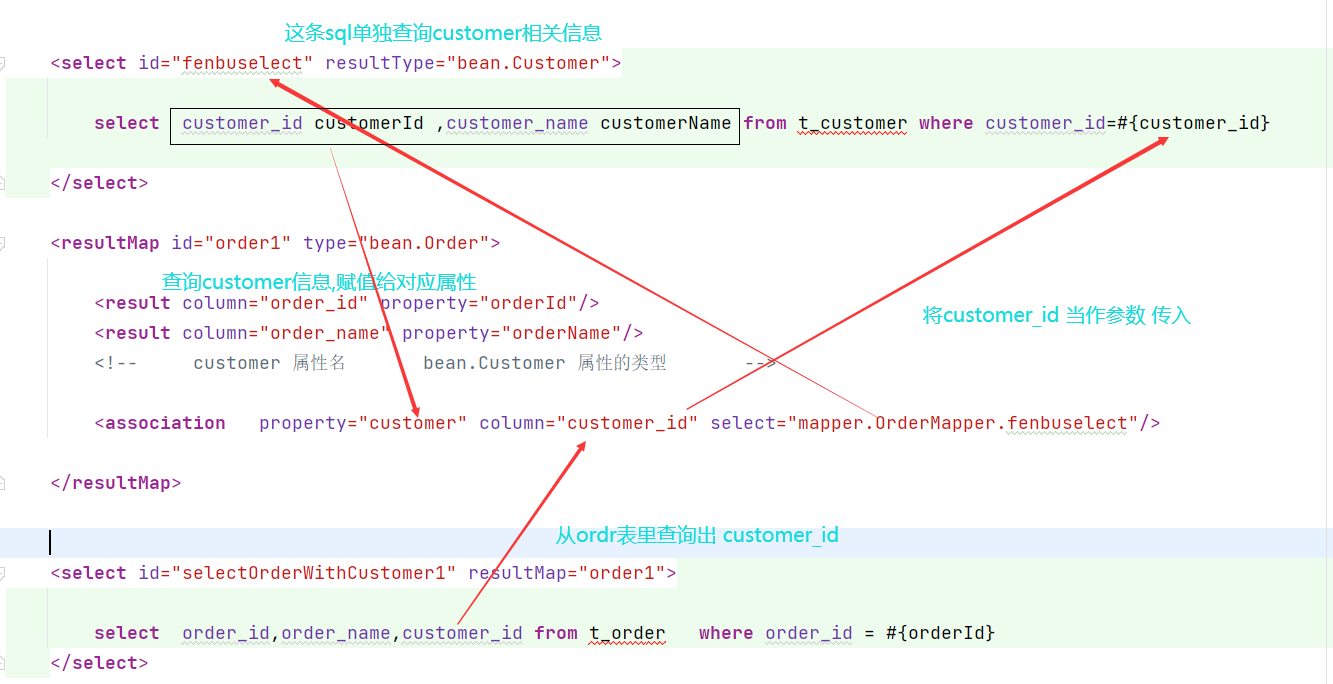 这条sql单独查询customer相关信息
<select id="fenbuselect" resultType="bean.Customer">
select customer_id customerId ,customer_name customerName from t_customer where customer_id=#{customer_id}
</select>
<resultMap id="order1" type="bean.Order">
查询customer信息,赋值给对应属性
<result column="order_id" property="orderId"/>
将customer_id 当作参数 传入
<result column="order_name" property="orderName"/>
<!-- customer 属性名 bean.Customer 属性的类型 -->
<association property="customer" column="customer_id" select="mapper.OrderMapper.fenbuselect"/>
</resultMap>
从ordr表里查询出 customer_id
<select id="selectOrderWithCustomer1" resultMap="order1">
select order_id,order_name,customer_id from t_order where order_id = #{orderId}
</select>